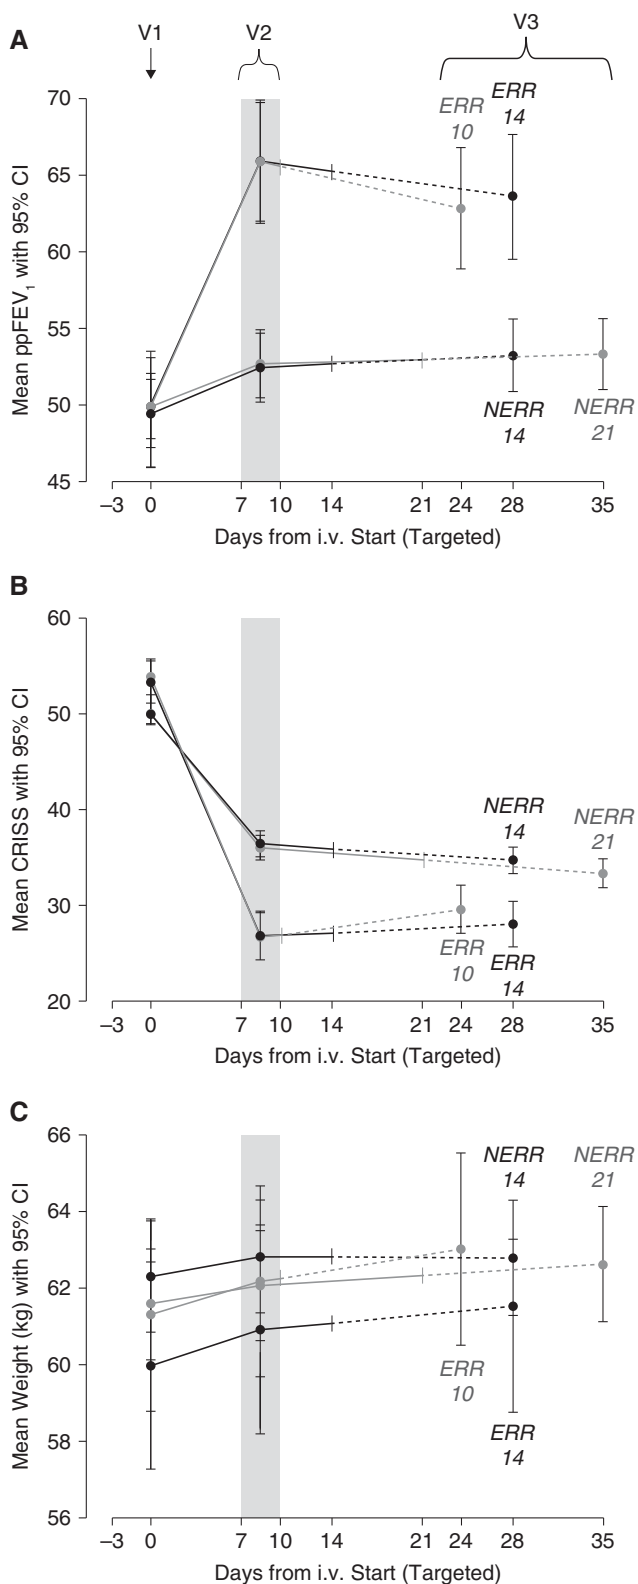 V1
V2
V3
A
ERR
10
ERR
14
70
65
60
55
50
45
Mean ppFEV1 with 95% CI
NERR
14
NERR
21
–3 0 7 10 14 21 24 28 35
Days from i.v. Start (Targeted)
B
60
50
40
30
20
Mean CRISS with 95% CI
NERR
14
NERR
21
ERR
10
ERR
14
–3 0 7 10 14 21 24 28 35
Days from i.v. Start (Targeted)
C
66
64
62
60
58
56
Mean Weight (kg) with 95% CI
NERR
14
NERR
21
ERR
10
ERR
14
–3 0 7 10 14 21 24 28 35
Days from i.v. Start (Targeted)